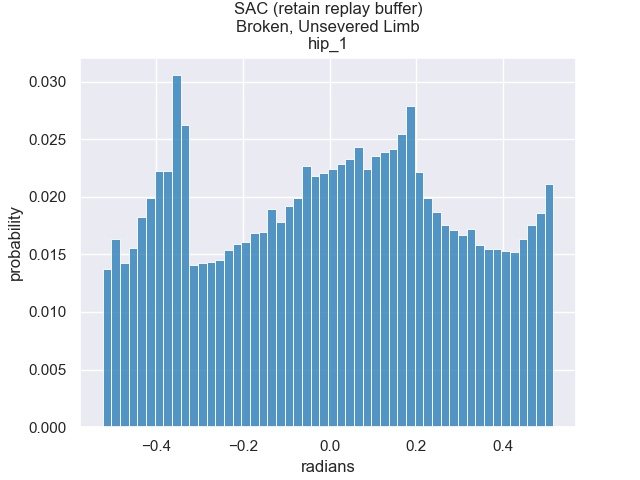 SAC (retain replay buffer)
Broken, Unsevered Limb
hip_1
0.030
0.025
0.020
0.015
0.010
0.005
0.000
probability
−0.4 −0.2 0.0 0.2 0.4
radians